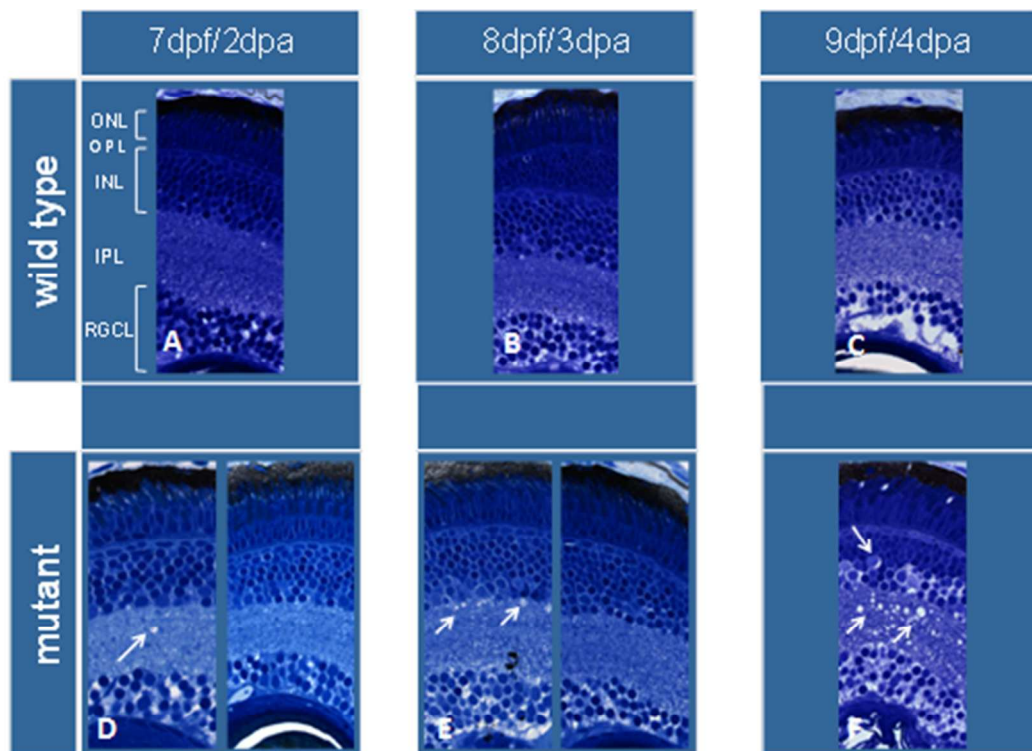 7dpf/2dpa
8dpf/3dpa
9dpf/4dpa
wild type
ONL
OPL
INL
IPL
RGCL
A
B
C
mutant
D
E
F